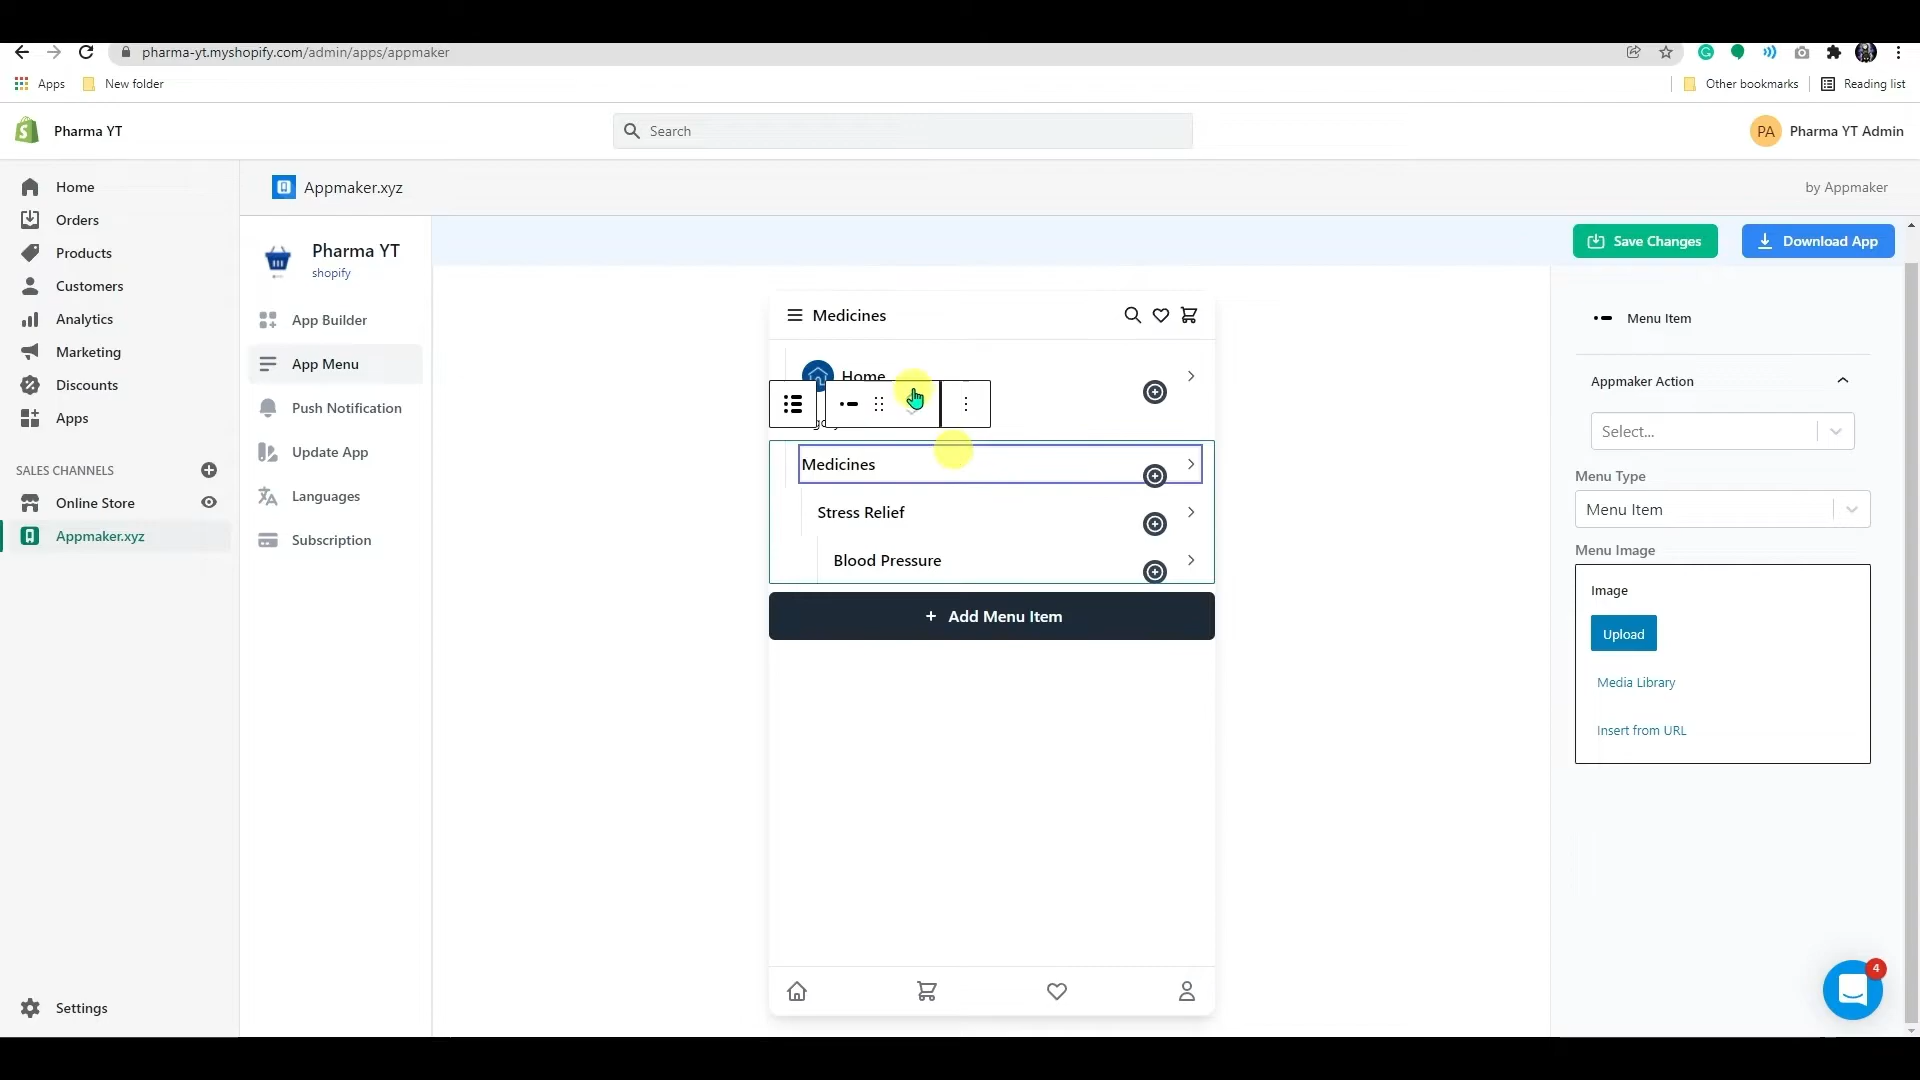 pharma-yt.myshopify.com/admin/apps/appmaker
Apps
New folder
Other bookmarks
Reading list
Pharma YT
Search
PA
Pharma YT Admin
Home
Orders
Products
Customers
Analytics
Marketing
Discounts
Apps
SALES CHANNELS
Online Store
Appmaker.xyz
Settings
Appmaker.xyz
by Appmaker
Pharma YT
shopify
App Builder
App Menu
Push Notification
Update App
Languages
Subscription
Save Changes
Download App
Medicines
Home
Medicines
Stress Relief
Blood Pressure
+ Add Menu Item
Menu Item
Appmaker Action
Select...
Menu Type
Menu Item
Menu Image
Image
Upload
Media Library
Insert from URL
4